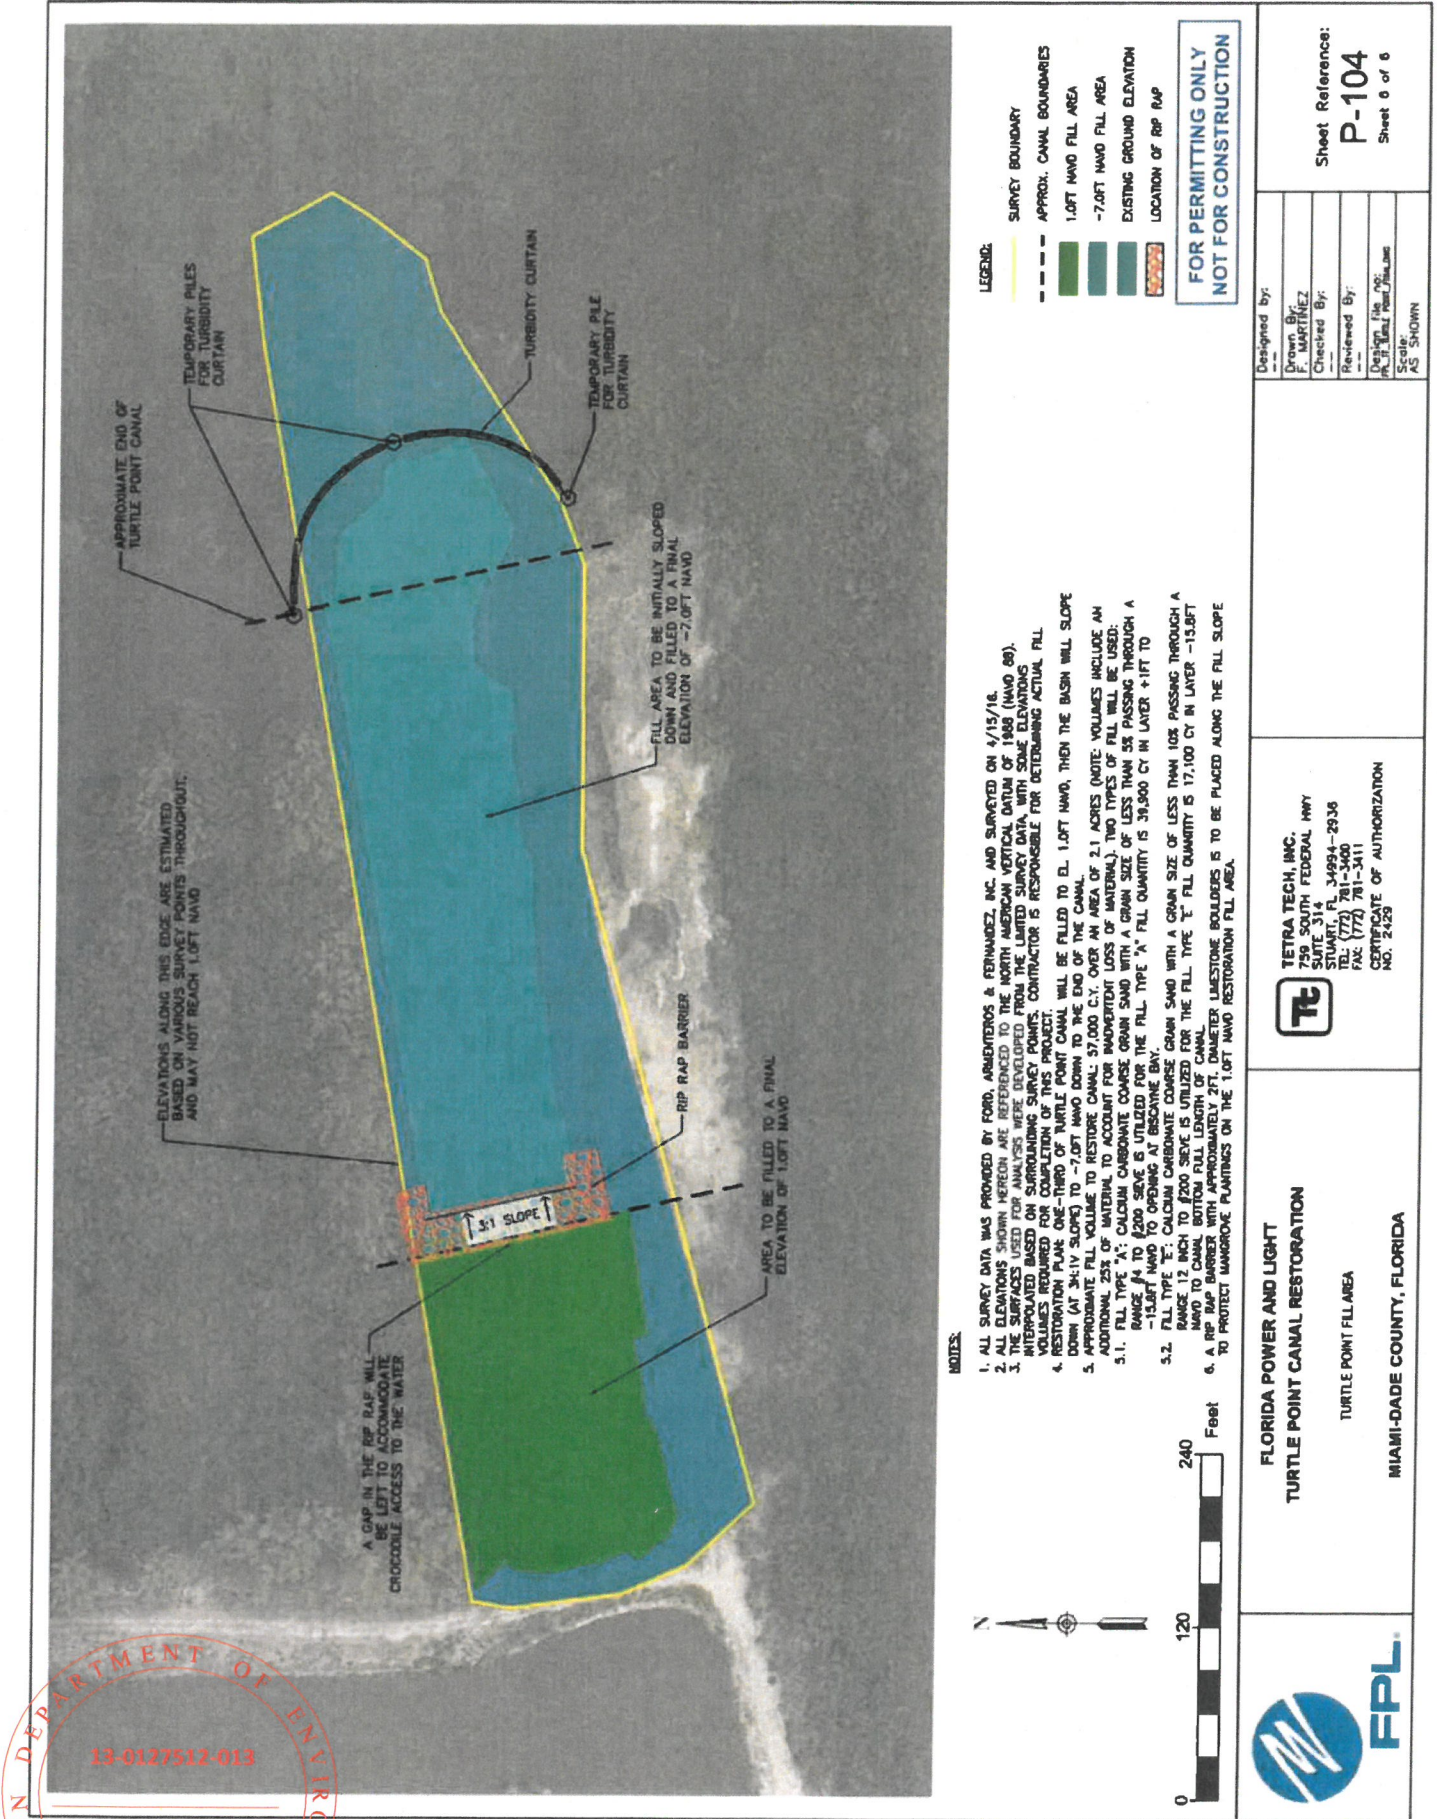 APPROXIMATE END OF
TURTLE POINT CANAL
TEMPORARY PILES
FOR TURBIDITY
CURTAIN
TURBIDITY CURTAIN
TEMPORARY PILE
FOR TURBIDITY
CURTAIN
ELEVATIONS ALONG THIS EDGE ARE ESTIMATED
BASED ON VARIOUS SURVEY POINTS THROUGHOUT,
AND MAY NOT REACH 1.0FT NAVD
FILL AREA TO BE INITIALLY SLOPED
DOWN AND FILLED TO A FINAL
ELEVATION OF -7.0FT NAVD
A GAP IN THE RIP RAP WILL
BE LEFT TO ACCOMMODATE
CROCODILE ACCESS TO THE WATER
3:1 SLOPE
RIP RAP BARRIER
AREA TO BE FILLED TO A FINAL
ELEVATION OF 1.0FT NAVD
N DEPARTMENT OF ENVIRO
13-0127512-013
LEGEND:
SURVEY BOUNDARY
APPROX. CANAL BOUNDARIES
1.0FT NAVD FILL AREA
-7.0FT NAVD FILL AREA
EXISTING GROUND ELEVATION
LOCATION OF RIP RAP
FOR PERMITTING ONLY
NOT FOR CONSTRUCTION
NOTES:
1. ALL SURVEY DATA WAS PROVIDED BY FORD, ARMENTEROS & FERNANDEZ, INC. AND SURVEYED ON 4/15/16.
2. ALL ELEVATIONS SHOWN HEREON ARE REFERENCED TO THE NORTH AMERICAN VERTICAL DATUM OF 1988 (NAVD 88).
3. THE SURFACES USED FOR ANALYSIS WERE DEVELOPED FROM THE LIMITED SURVEY DATA, WITH SOME ELEVATIONS
INTERPOLATED BASED ON SURROUNDING SURVEY POINTS. CONTRACTOR IS RESPONSIBLE FOR DETERMINING ACTUAL FILL
VOLUMES REQUIRED FOR COMPLETION OF THIS PROJECT.
4. RESTORATION PLAN: ONE-THIRD OF TURTLE POINT CANAL WILL BE FILLED TO EL. 1.0FT NAVD, THEN THE BASIN WILL SLOPE
DOWN (AT 3H:1V SLOPE) TO -7.0FT NAVD DOWN TO THE END OF THE CANAL.
5. APPROXIMATE FILL VOLUME TO RESTORE CANAL: 57,000 C.Y. OVER AN AREA OF 2.1 ACRES (NOTE: VOLUMES INCLUDE AN
ADDITIONAL 25% OF MATERIAL TO ACCOUNT FOR INADVERTENT LOSS OF MATERIAL). TWO TYPES OF FILL WILL BE USED:
5.1. FILL TYPE "A": CALCIUM CARBONATE COARSE GRAIN SAND WITH A GRAIN SIZE OF LESS THAN 5% PASSING THROUGH A
RANGE #4 TO #200 SIEVE IS UTILIZED FOR THE FILL. TYPE "A" FILL QUANTITY IS 39,900 CY IN LAYER +1FT TO
-15.8FT NAVD TO OPENING AT BISCAYNE BAY.
5.2. FILL TYPE "E": CALCIUM CARBONATE COARSE GRAIN SAND WITH A GRAIN SIZE OF LESS THAN 10% PASSING THROUGH A
RANGE 12 INCH TO #200 SIEVE IS UTILIZED FOR THE FILL. TYPE "E" FILL QUANTITY IS 17,100 CY IN LAYER -15.8FT
NAVD TO CANAL BOTTOM FULL LENGTH OF CANAL.
6. A RIP RAP BARRIER WITH APPROXIMATELY 2FT. DIAMETER LIMESTONE BOULDERS IS TO BE PLACED ALONG THE FILL SLOPE
TO PROTECT MANGROVE PLANTINGS ON THE 1.0FT NAVD RESTORATION FILL AREA.
N
0 120 240
Feet
FPL.
FLORIDA POWER AND LIGHT
TURTLE POINT CANAL RESTORATION
TURTLE POINT FILL AREA
MIAMI-DADE COUNTY, FLORIDA
Tt
TETRA TECH, INC.
759 SOUTH FEDERAL HWY
SUITE 314
STUART, FL 34994-2936
TEL: (772) 781-3400
FAX: (772) 781-3411
CERTIFICATE OF AUTHORIZATION
NO. 2429
Designed by:
--
Drawn By:
F. MARTINEZ
Checked By:
--
Reviewed By:
--
Design file no:
Scale:
AS SHOWN
Sheet Reference:
P-104
Sheet 6 of 6